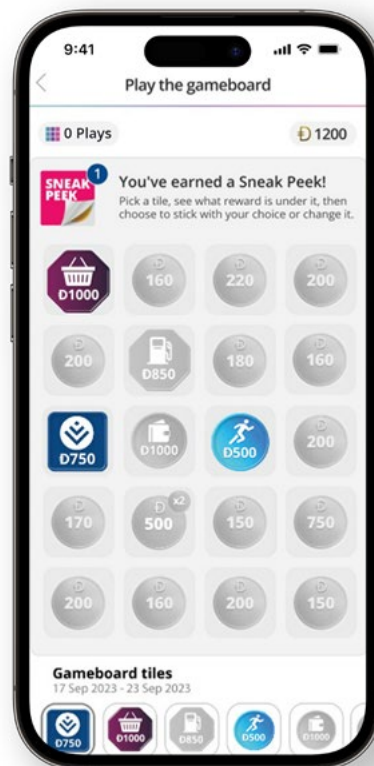 9:41
Play the gameboard
0 Plays
Đ 1200
SNEAK PEEK
1
You've earned a Sneak Peek!
Pick a tile, see what reward is under it, then
choose to stick with your choice or change it.
Đ1000
160
220
200
200
Đ850
180
160
Đ750
Đ1000
Đ500
200
170
x2
500
150
750
200
160
200
150
Gameboard tiles
17 Sep 2023 - 23 Sep 2023
Đ750
Đ1000
Đ850
Đ500
Đ1000